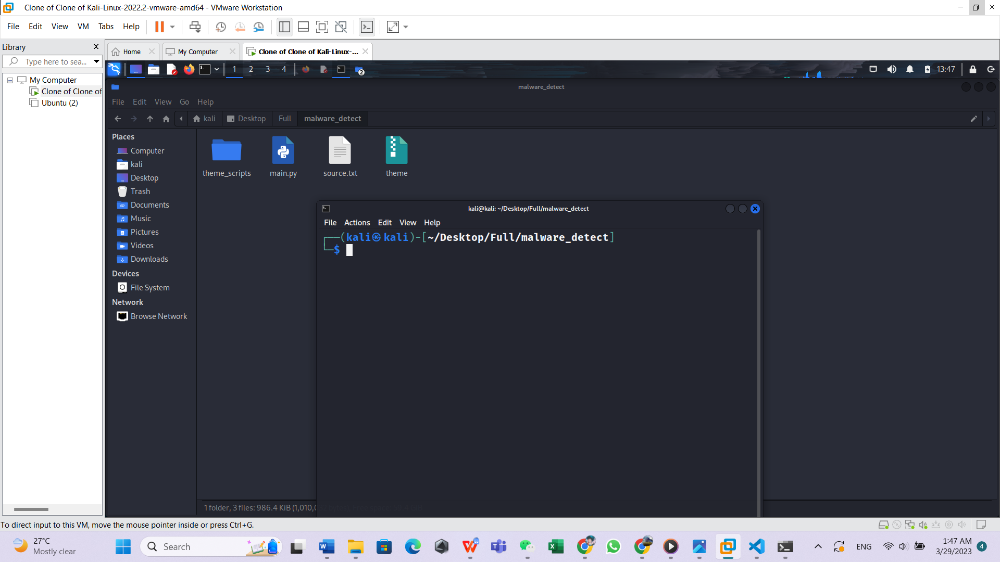 Clone of Clone of Kali-Linux-2022.2-vmware-amd64 - VMware Workstation
File Edit View VM Tabs Help
Library
Type here to sea...
My Computer
Clone of Clone of
Ubuntu (2)
Home
My Computer
Clone of Clone of Kali-Linux-...
1 2 3 4
2
13:47
malware_detect
File Edit View Go Help
kali
Desktop
Full
malware_detect
Places
Computer
kali
Desktop
Trash
Documents
Music
Pictures
Videos
Downloads
Devices
File System
Network
Browse Network
theme_scripts
main.py
source.txt
theme
kali@kali: ~/Desktop/Full/malware_detect
File Actions Edit View Help
(kali㉿kali)-[~/Desktop/Full/malware_detect]
$
1 folder, 3 files: 986.4 KiB (1,010,
To direct input to this VM, move the mouse pointer inside or press Ctrl+G.
27°C
Mostly clear
Search
ENG
1:47 AM
3/29/2023
4